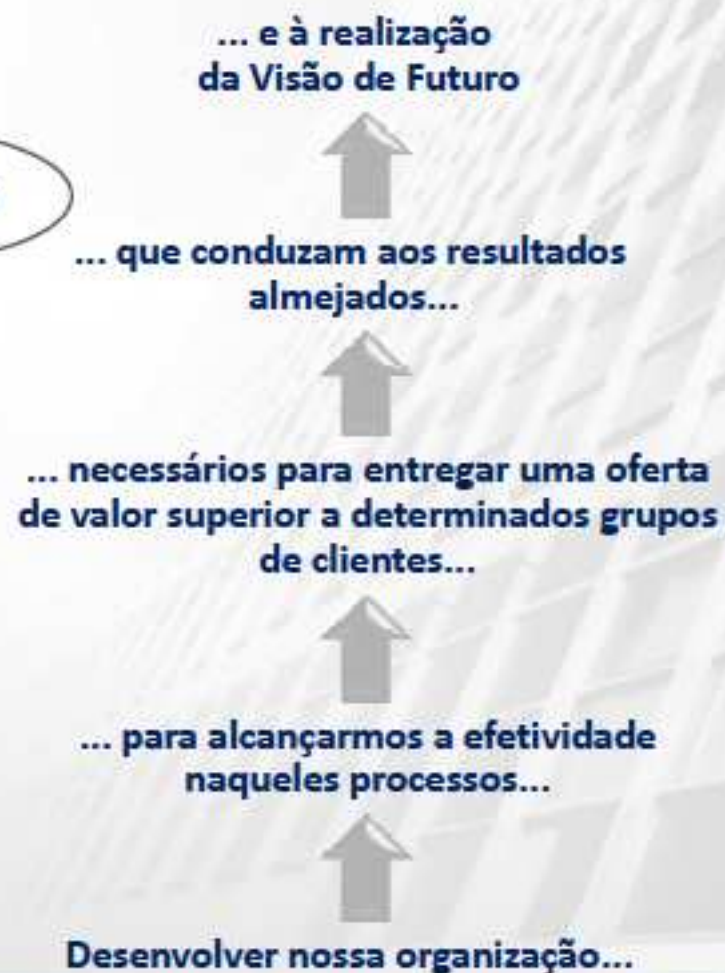 ... e à realização
da Visão de Futuro
... que conduzam aos resultados
almejados...
... necessários para entregar uma oferta
de valor superior a determinados grupos
de clientes...
... para alcançarmos a efetividade
naqueles processos...
Desenvolver nossa organização...